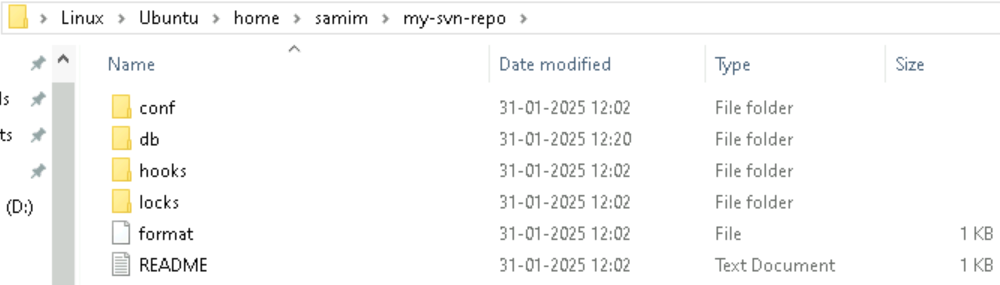 Linux > Ubuntu > home > samim > my-svn-repo >
Name Date modified Type Size
conf 31-01-2025 12:02 File folder
ls
db 31-01-2025 12:20 File folder
ts
hooks 31-01-2025 12:02 File folder
locks 31-01-2025 12:02 File folder
(D:)
format 31-01-2025 12:02 File 1 KB
README 31-01-2025 12:02 Text Document 1 KB